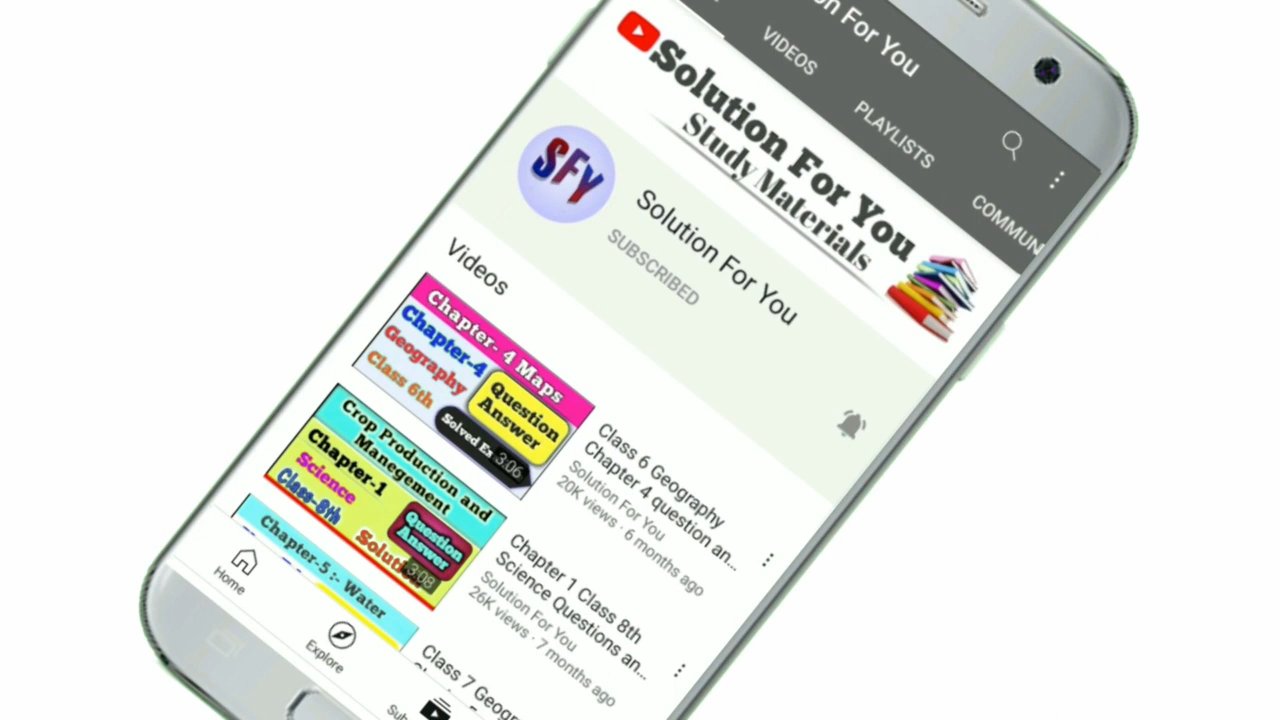 on For You
VIDEOS
PLAYLISTS
COMMUN
Solution For You
Study Materials
SFY
Solution For You
SUBSCRIBED
Videos
Chapter- 4 Maps
Chapter-4
Geography
Class 6th
Question
Answer
Solved Ex
3:06
Class 6 Geography
Chapter 4 question an...
Solution For You
20K views · 6 months ago
Crop Production and
Manegement
Chapter-1
Science
Class-8th
Question
Answer
Solutio
3:08
Chapter 1 Class 8th
Science Questions an...
Solution For You
26K views · 7 months ago
Chapter-5 :- Water
Class 7 Geogr
Home
Explore
Sub